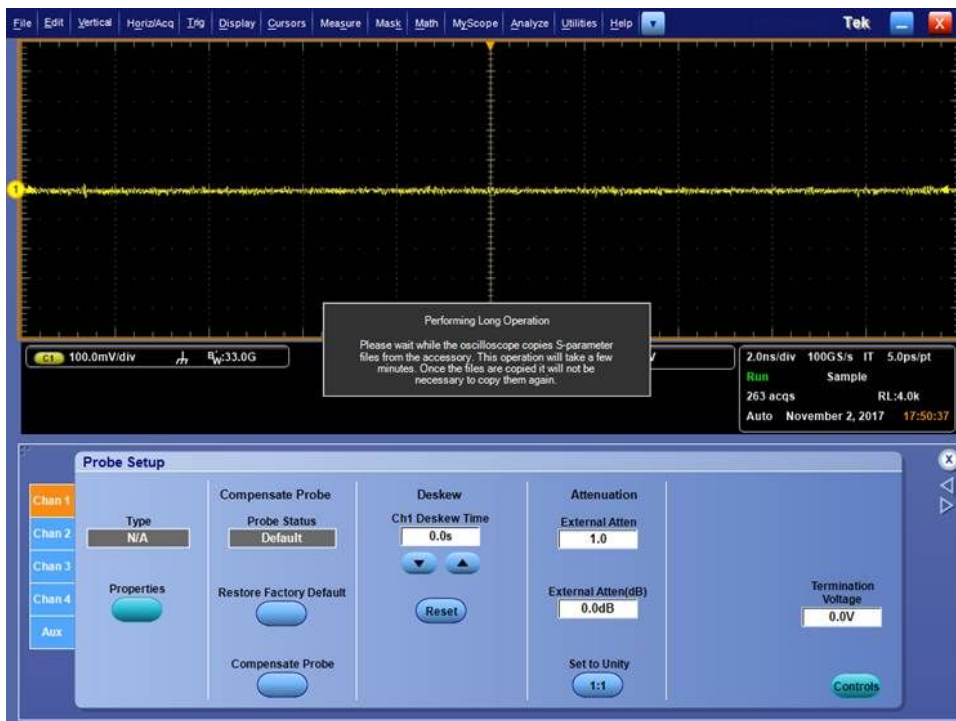 File Edit Vertical Horiz/Acq Trig Display Cursors Measure Mask Math MyScope Analyze Utilities Help Tek X
1
Performing Long Operation
Please wait while the oscilloscope copies S-parameter
files from the accessory. This operation will take a few
minutes. Once the files are copied it will not be
necessary to copy them again.
C1 100.0mV/div BW:33.0G
V
2.0ns/div 100GS/s IT 5.0ps/pt
Run Sample
263 acqs RL:4.0k
Auto November 2, 2017 17:50:37
Probe Setup
X
Chan 1
Chan 2
Chan 3
Chan 4
Aux
Type
N/A
Properties
Compensate Probe
Probe Status
Default
Restore Factory Default
Compensate Probe
Deskew
Ch1 Deskew Time
0.0s
Reset
Attenuation
External Atten
1.0
External Atten(dB)
0.0dB
Set to Unity
1:1
Termination
Voltage
0.0V
Controls